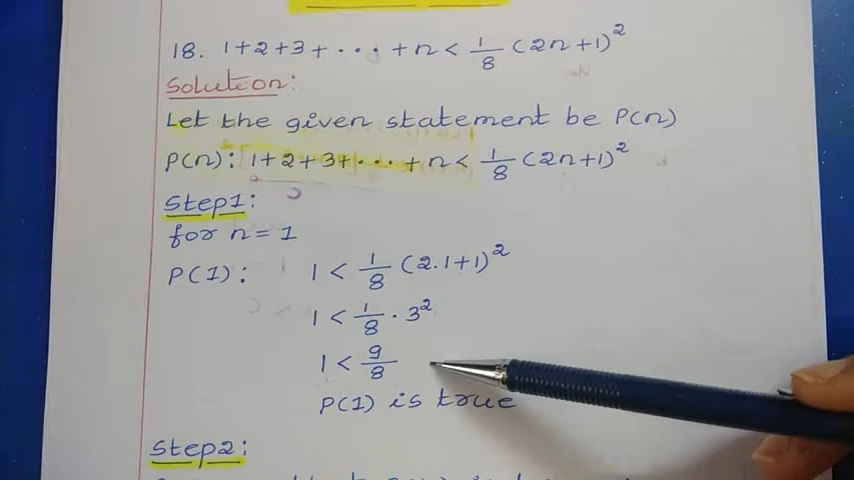 18. 1+2+3+ ... +n < 1/8 (2n+1)²
Solution:
Let the given statement be P(n)
P(n): 1+2+3+ ... +n < 1/8 (2n+1)²
Step1:
for n = 1
P(1): 1 < 1/8 (2.1+1)²
1 < 1/8 . 3²
1 < 9/8
P(1) is true
Step2: